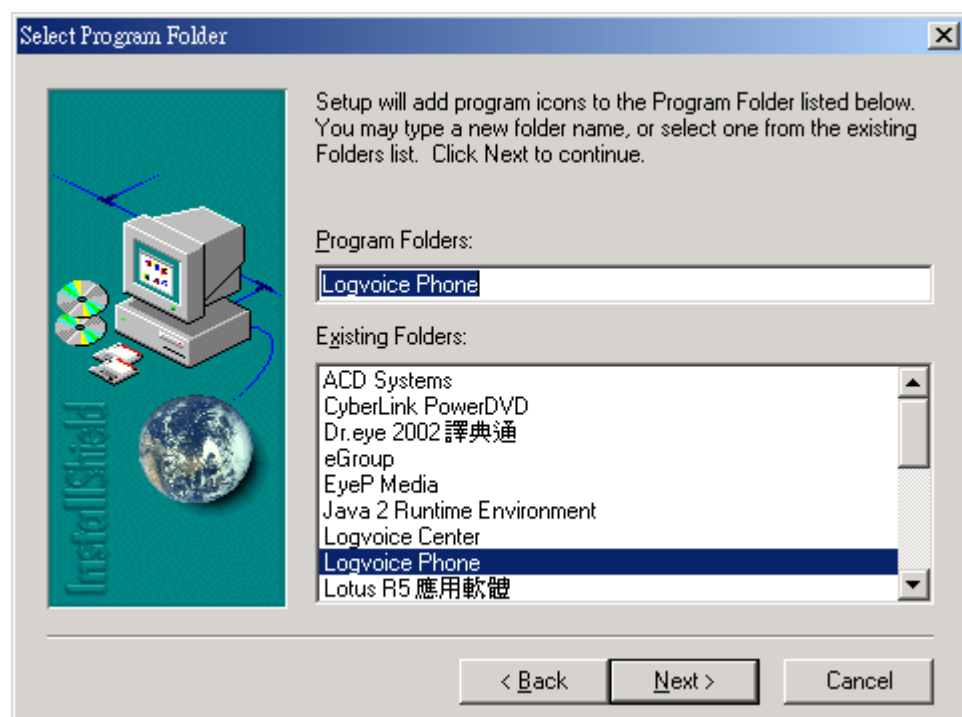 Select Program Folder
Setup will add program icons to the Program Folder listed below.
You may type a new folder name, or select one from the existing
Folders list. Click Next to continue.
Program Folders:
Logvoice Phone
Existing Folders:
ACD Systems
CyberLink PowerDVD
Dr.eye 2002 譯典通
eGroup
EyeP Media
Java 2 Runtime Environment
Logvoice Center
Logvoice Phone
Lotus R5 應用軟體
InstallShield
< Back
Next >
Cancel